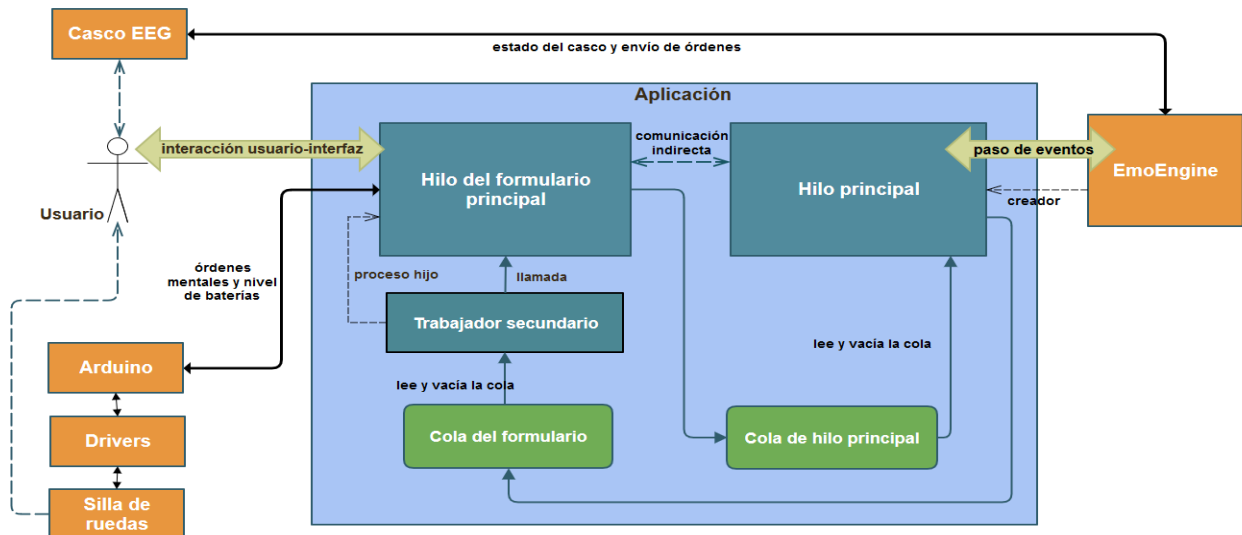 Casco EEG
estado del casco y envío de órdenes
Aplicación
interacción usuario-interfaz
comunicación
indirecta
paso de eventos
Hilo del formulario
principal
Hilo principal
EmoEngine
creador
Usuario
órdenes
mentales y nivel
de baterías
proceso hijo
llamada
Trabajador secundario
lee y vacía la cola
Arduino
lee y vacía la cola
Drivers
Cola del formulario
Cola de hilo principal
Silla de
ruedas